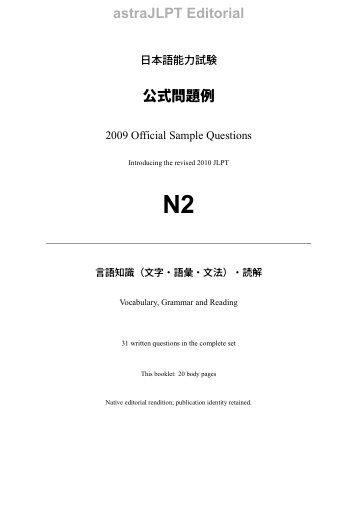 astraJLPT Editorial
日本語能力試験
公式問題例
2009 Official Sample Questions
Introducing the revised 2010 JLPT
N2
言語知識（文字・語彙・文法）・読解
Vocabulary, Grammar and Reading
31 written questions in the complete set
This booklet: 20 body pages
Native editorial rendition; publication identity retained.